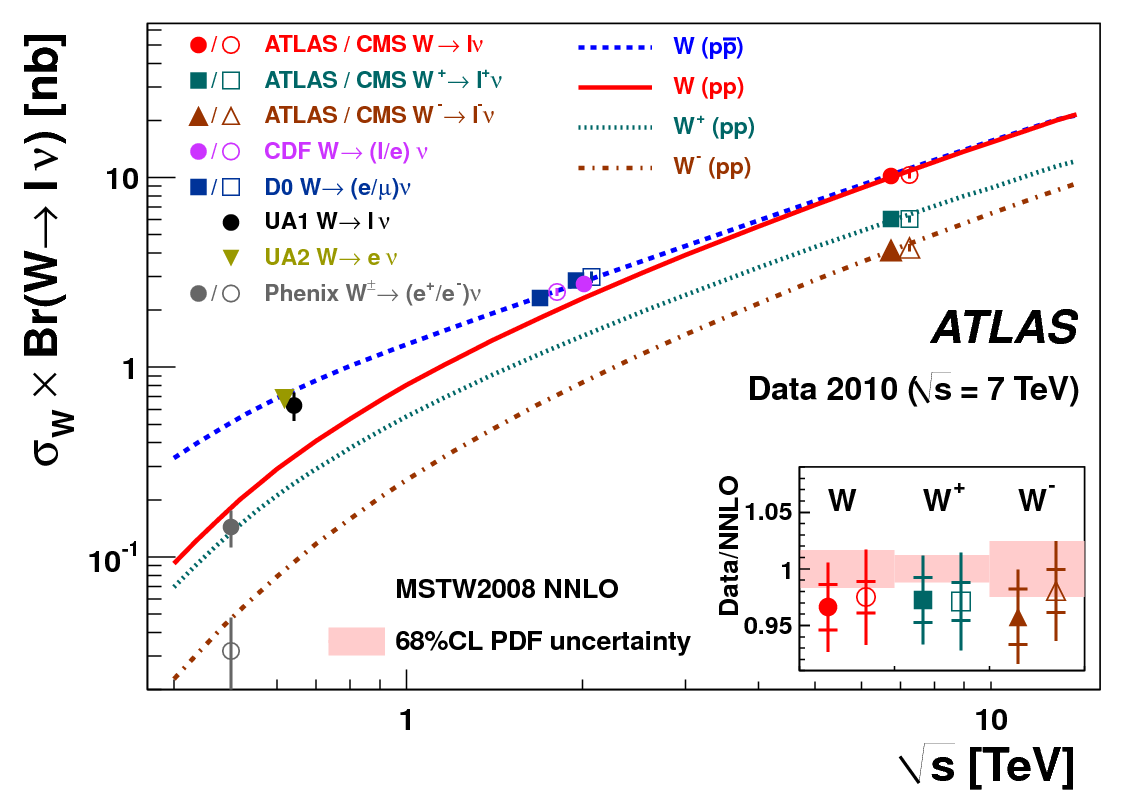 σ_W × Br(W→ l ν) [nb]
ATLAS / CMS W→ lν
ATLAS / CMS W⁺→ l⁺ν
ATLAS / CMS W⁻→ l⁻ν
CDF W→ (l/e) ν
D0 W→ (e/μ)ν
UA1 W→ l ν
UA2 W→ e ν
Phenix W±→ (e⁺/e⁻)ν
W (pp̅)
W (pp)
W⁺ (pp)
W⁻ (pp)
10
1
10⁻¹
ATLAS
Data 2010 (√s = 7 TeV)
MSTW2008 NNLO
68%CL PDF uncertainty
Data/NNLO
W W⁺ W⁻
1.05
1
0.95
1 10
√s [TeV]